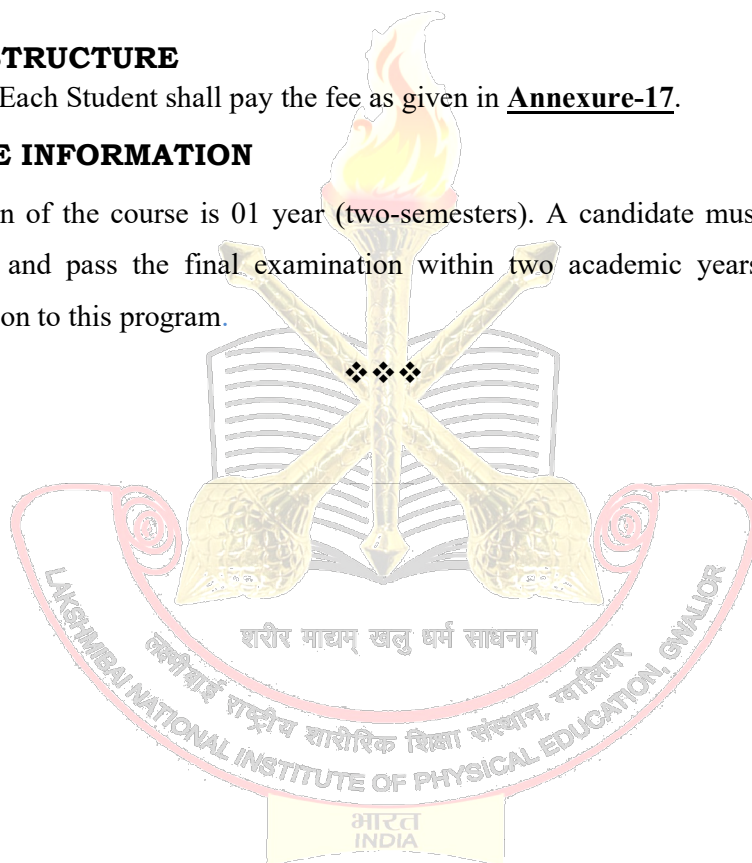 TRUCTURE
Each Student shall pay the fee as given in Annexure-17.
E INFORMATION
n of the course is 01 year (two-semesters). A candidate mus
and pass the final examination within two academic years
on to this program.
❖❖❖
शरीर माद्यम् खलु धर्म साधनम्
लक्ष्मीबाई राष्ट्रीय शारीरिक शिक्षा संस्थान, ग्वालियर
LAKSHMIBAI NATIONAL INSTITUTE OF PHYSICAL EDUCATION, GWALIOR
भारत
INDIA